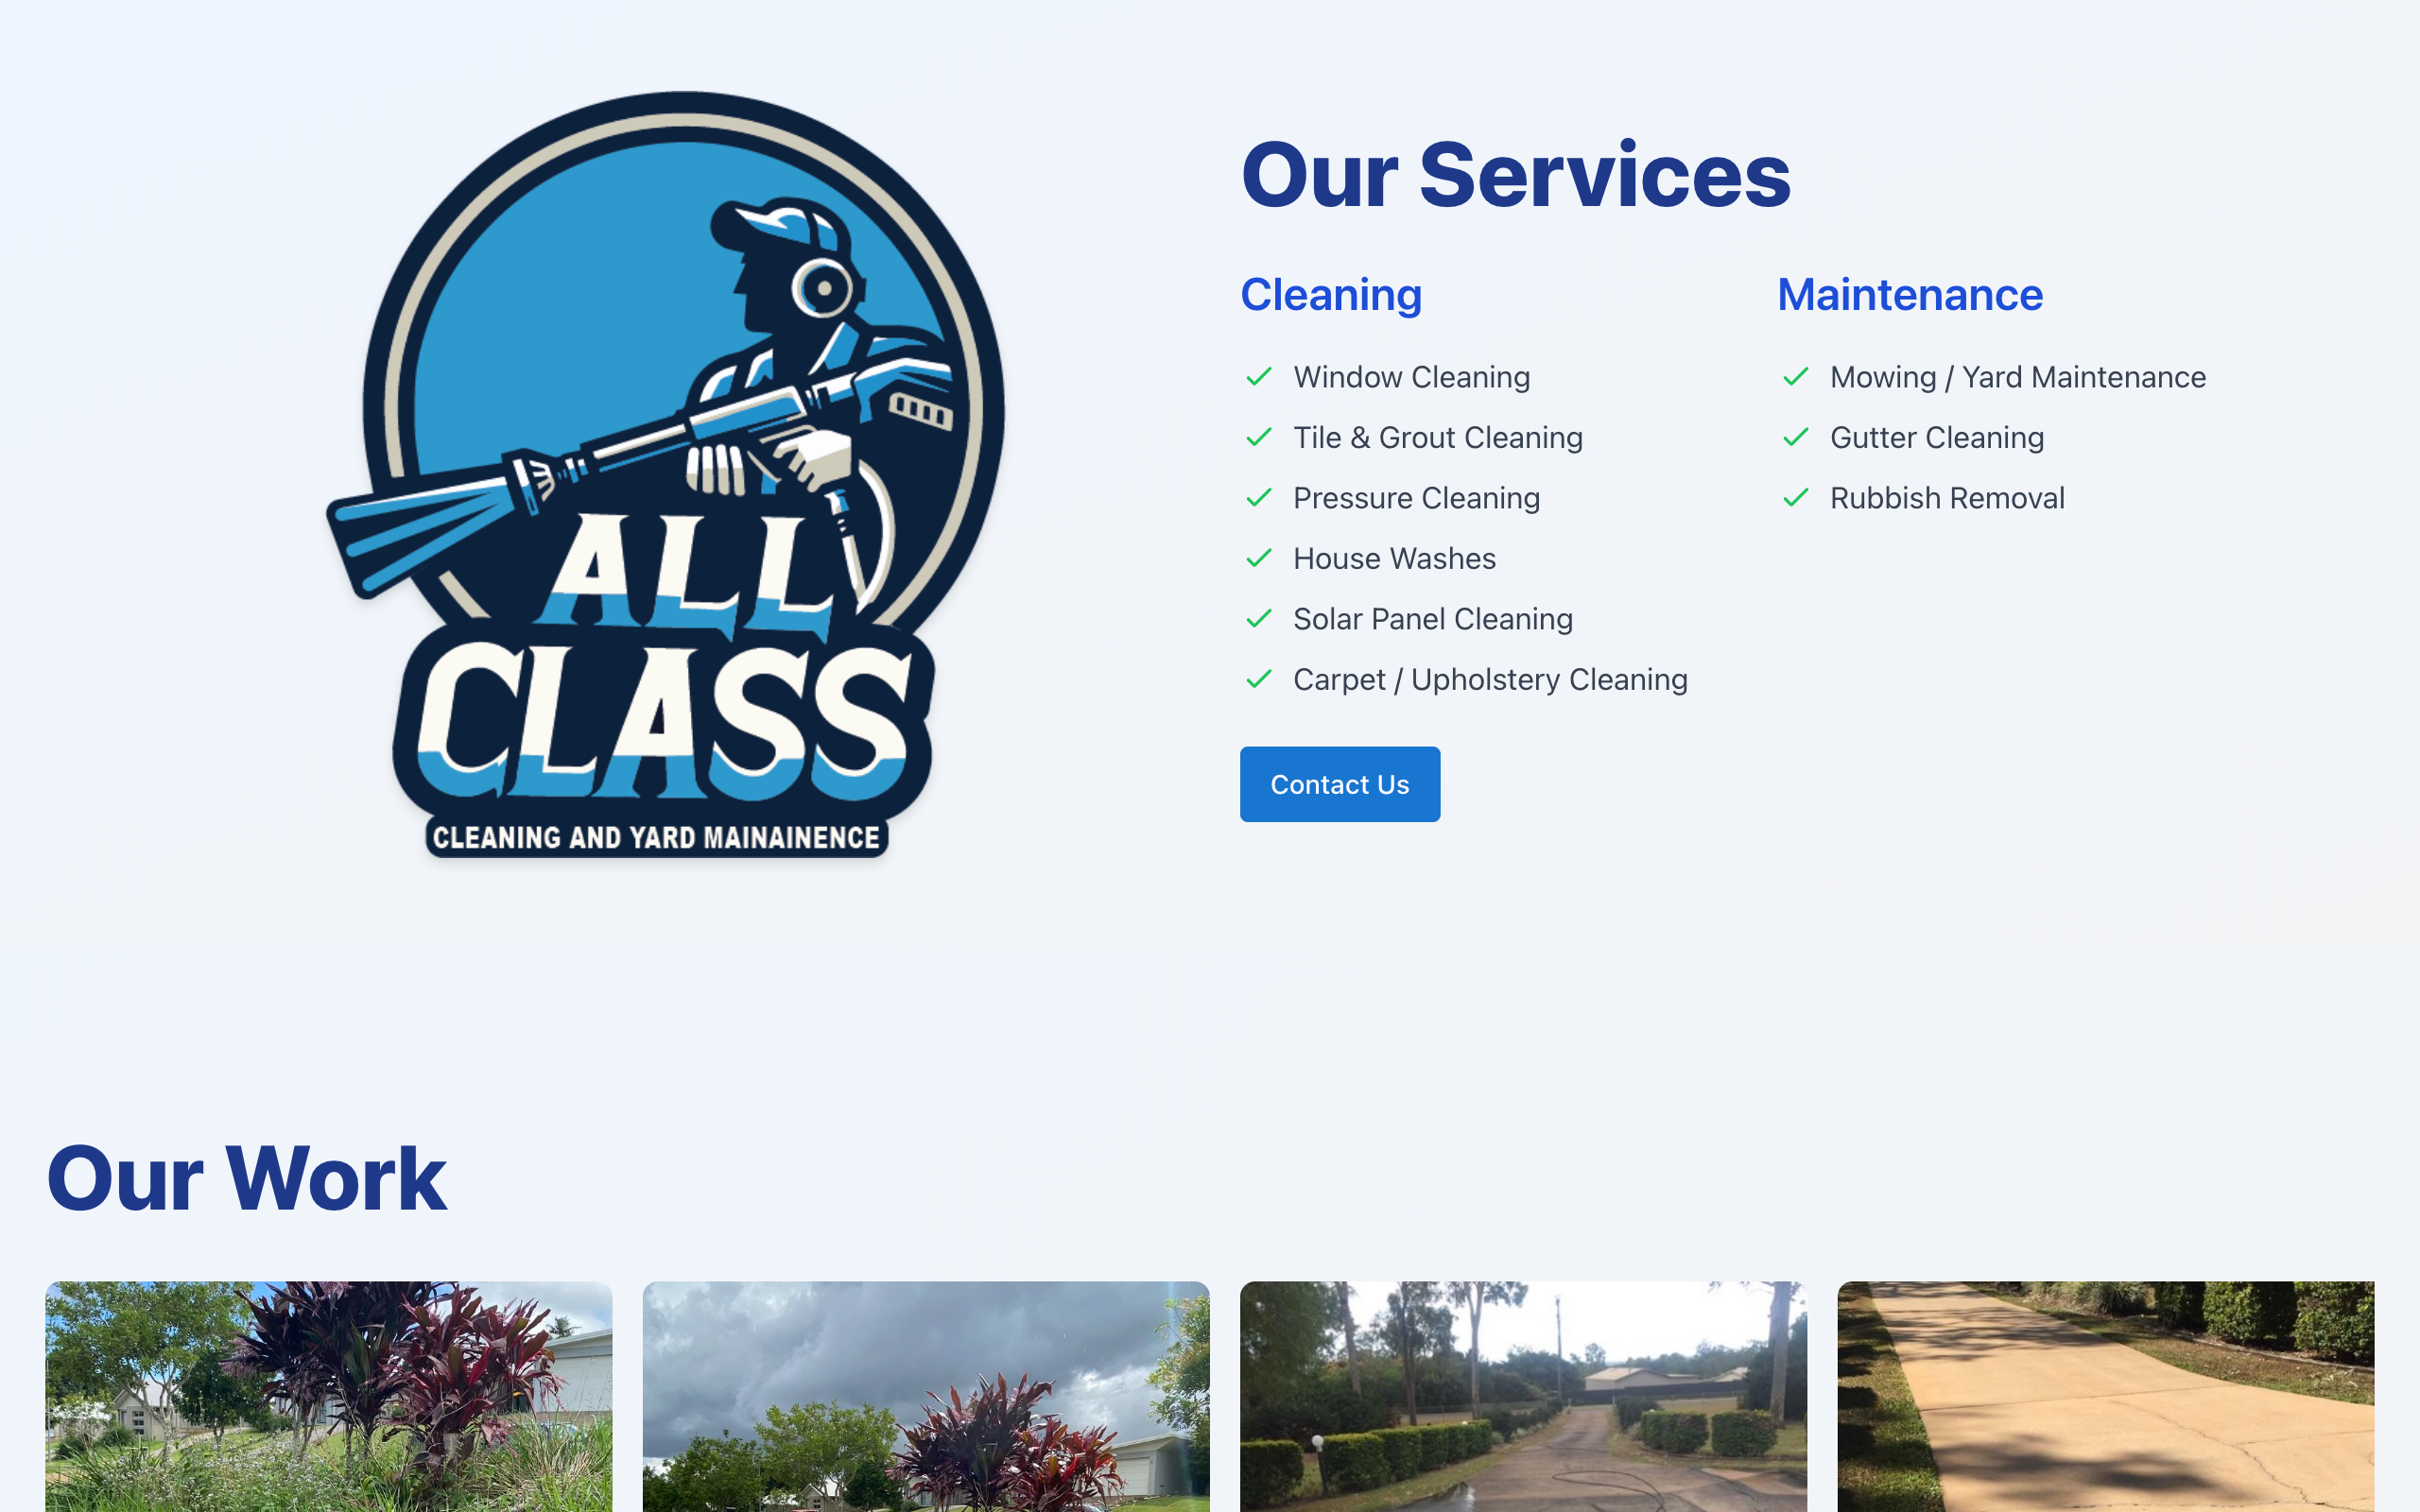 ALL
CLASS
CLEANING AND YARD MAINAINENCE
Our Services
Cleaning
Window Cleaning
Tile & Grout Cleaning
Pressure Cleaning
House Washes
Solar Panel Cleaning
Carpet / Upholstery Cleaning
Maintenance
Mowing / Yard Maintenance
Gutter Cleaning
Rubbish Removal
Contact Us
Our Work